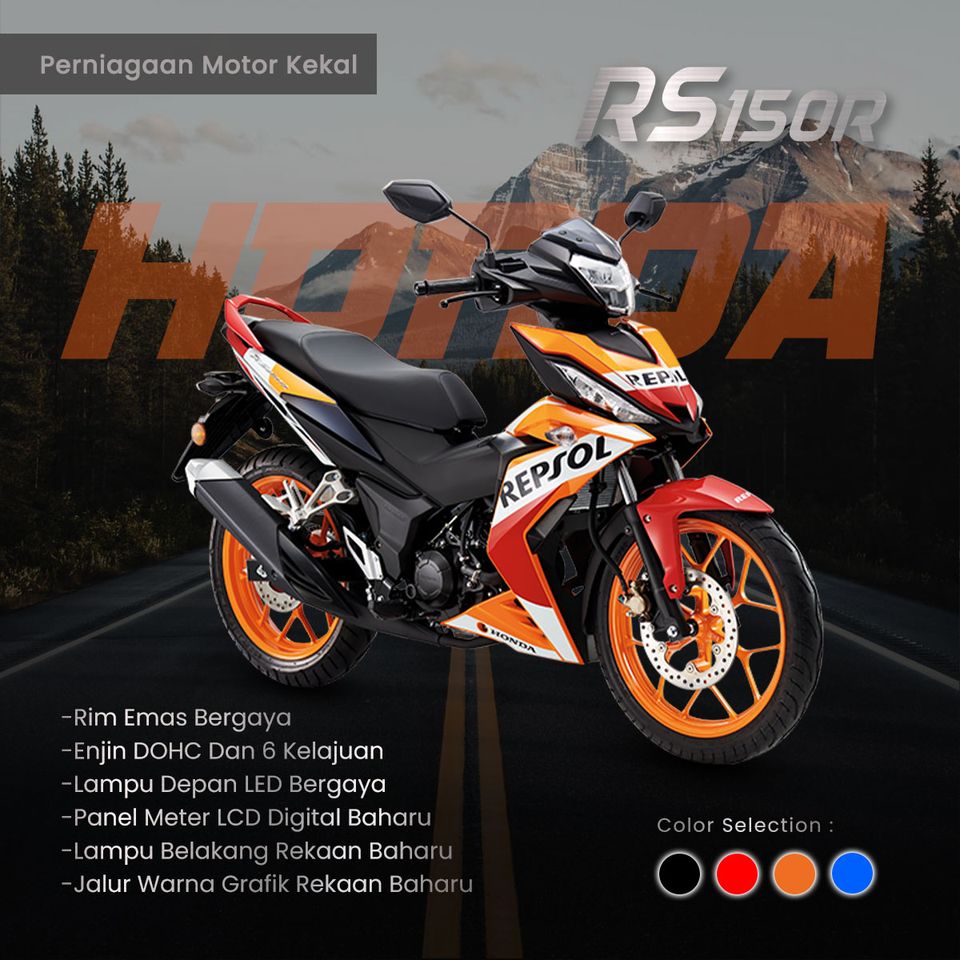 Perniagaan Motor Kekal
RS150R
HONDA
REPSOL
REPSOL
HONDA
-Rim Emas Bergaya
-Enjin DOHC Dan 6 Kelajuan
-Lampu Depan LED Bergaya
-Panel Meter LCD Digital Baharu
-Lampu Belakang Rekaan Baharu
-Jalur Warna Grafik Rekaan Baharu
Color Selection :